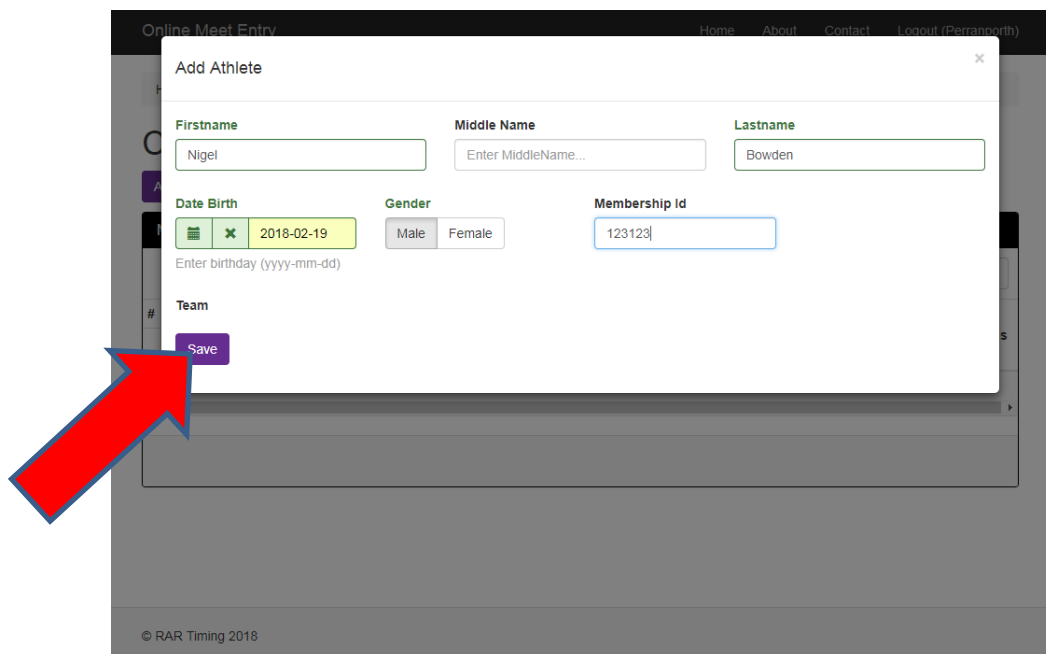 Online Meet Entry Home About Contact Logout (Perranporth)
Add Athlete ×
Firstname Middle Name Lastname
Nigel Enter MiddleName... Bowden
Date Birth Gender Membership Id
2018-02-19 Male Female 123123
Enter birthday (yyyy-mm-dd)
Team
#
Save
© RAR Timing 2018